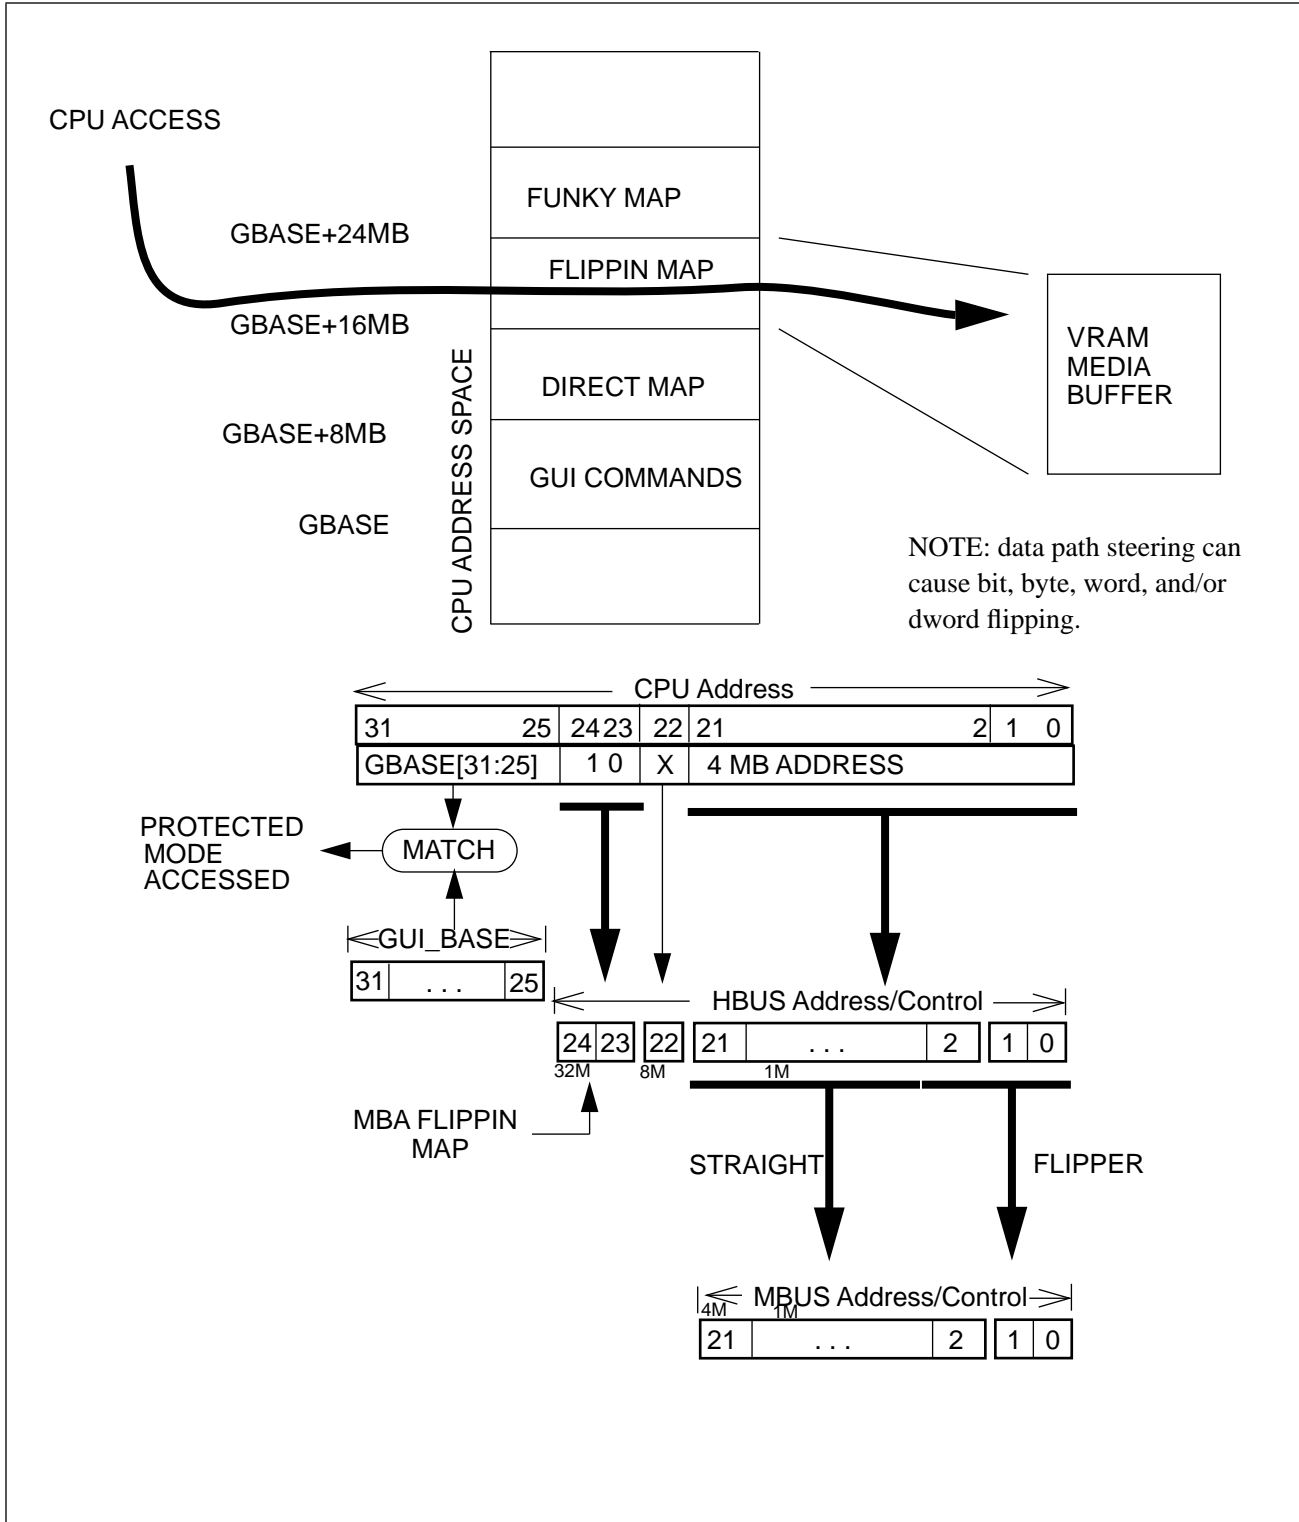 CPU ACCESS
FUNKY MAP
GBASE+24MB
FLIPPIN MAP
GBASE+16MB
VRAM
MEDIA
BUFFER
DIRECT MAP
GBASE+8MB
GUI COMMANDS
GBASE
CPU ADDRESS SPACE
NOTE: data path steering can
cause bit, byte, word, and/or
dword flipping.
CPU Address
31 25 24 23 22 21 2 1 0
GBASE[31:25] 1 0 X 4 MB ADDRESS
PROTECTED
MODE
ACCESSED
MATCH
GUI_BASE
31 . . . 25
HBUS Address/Control
24 23 22 21 . . . 2 1 0
32M 8M 1M
MBA FLIPPIN
MAP
STRAIGHT
FLIPPER
MBUS Address/Control
4M 1M
21 . . . 2 1 0